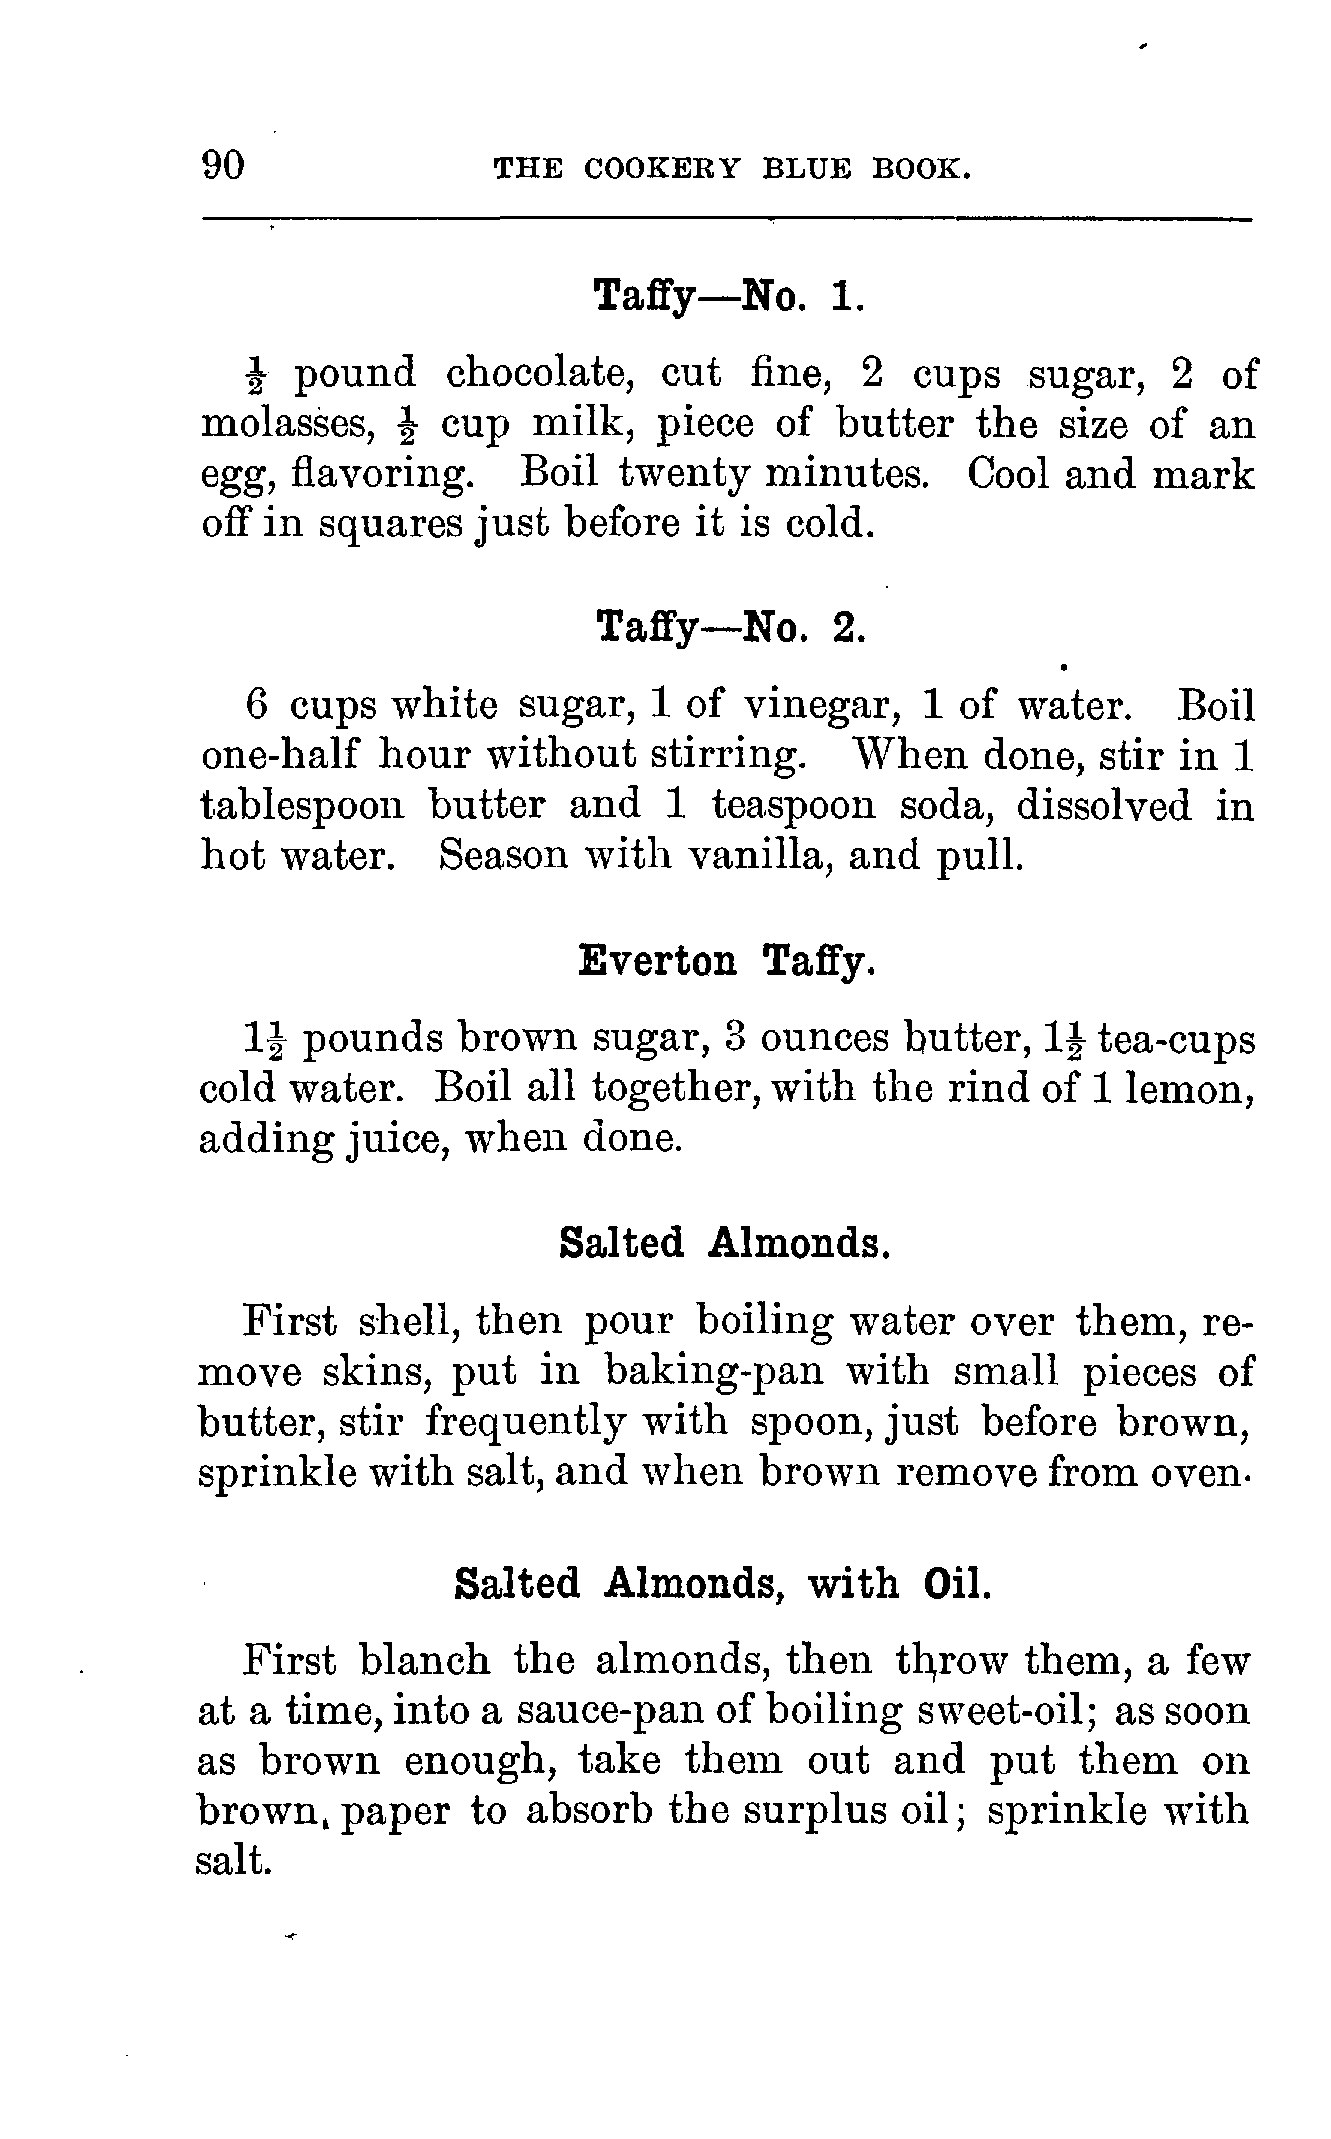 90 THE COOKERY BLUE BOOK.
Taffy—No. 1.
½ pound chocolate, cut fine, 2 cups sugar, 2 of
molasses, ½ cup milk, piece of butter the size of an
egg, flavoring. Boil twenty minutes. Cool and mark
off in squares just before it is cold.
Taffy—No. 2.
6 cups white sugar, 1 of vinegar, 1 of water. Boil
one-half hour without stirring. When done, stir in 1
tablespoon butter and 1 teaspoon soda, dissolved in
hot water. Season with vanilla, and pull.
Everton Taffy.
1½ pounds brown sugar, 3 ounces butter, 1½ tea-cups
cold water. Boil all together, with the rind of 1 lemon,
adding juice, when done.
Salted Almonds.
First shell, then pour boiling water over them, re-
move skins, put in baking-pan with small pieces of
butter, stir frequently with spoon, just before brown,
sprinkle with salt, and when brown remove from oven.
Salted Almonds, with Oil.
First blanch the almonds, then throw them, a few
at a time, into a sauce-pan of boiling sweet-oil; as soon
as brown enough, take them out and put them on
brown paper to absorb the surplus oil; sprinkle with
salt.